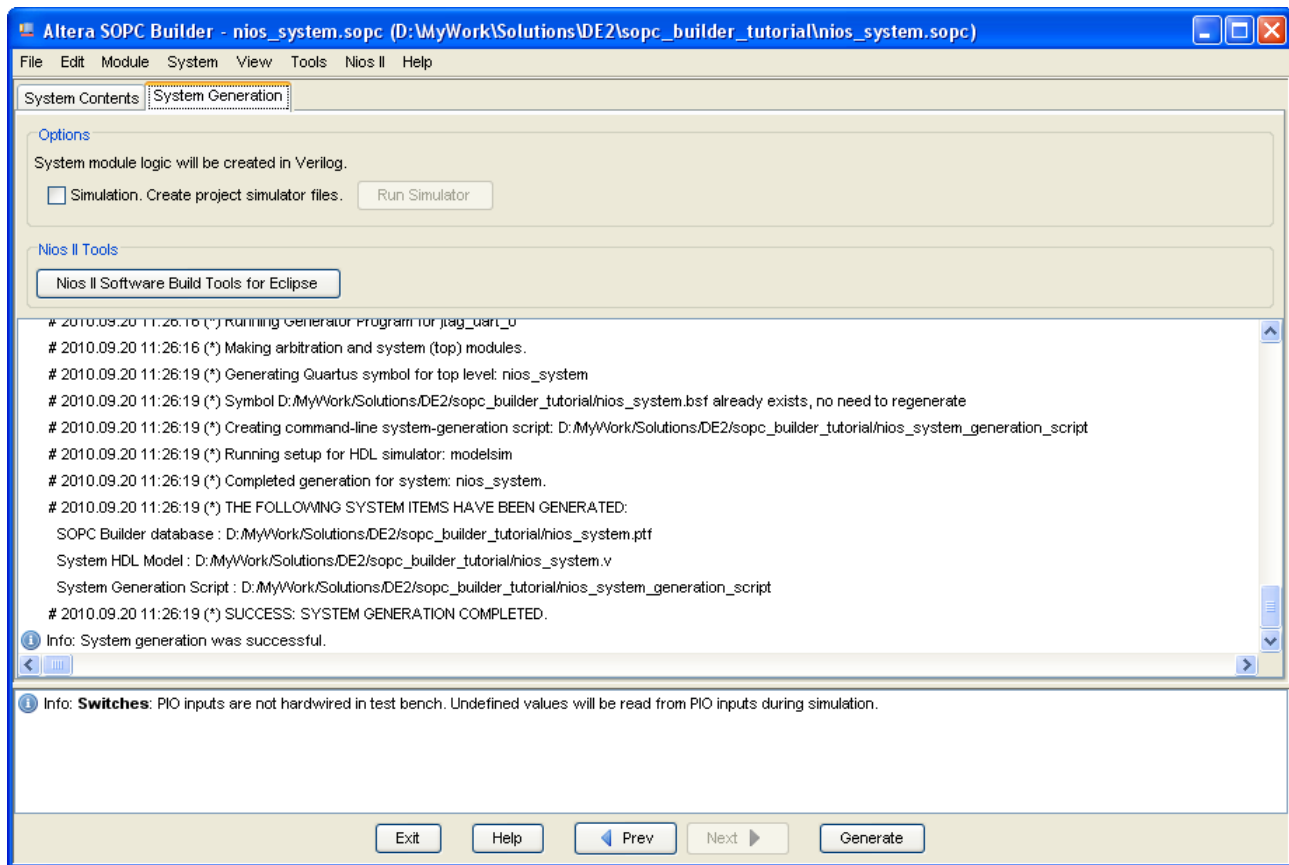 Altera SOPC Builder - nios_system.sopc (D:\MyWork\Solutions\DE2\sopc_builder_tutorial\nios_system.sopc)
File Edit Module System View Tools Nios II Help
System Contents System Generation
Options
System module logic will be created in Verilog.
Simulation. Create project simulator files. Run Simulator
Nios II Tools
Nios II Software Build Tools for Eclipse
# 2010.09.20 11:26:16 (*) Running Generator Program for jtag_uart_0
# 2010.09.20 11:26:16 (*) Making arbitration and system (top) modules.
# 2010.09.20 11:26:19 (*) Generating Quartus symbol for top level: nios_system
# 2010.09.20 11:26:19 (*) Symbol D:/MyWork/Solutions/DE2/sopc_builder_tutorial/nios_system.bsf already exists, no need to regenerate
# 2010.09.20 11:26:19 (*) Creating command-line system-generation script: D:/MyWork/Solutions/DE2/sopc_builder_tutorial/nios_system_generation_script
# 2010.09.20 11:26:19 (*) Running setup for HDL simulator: modelsim
# 2010.09.20 11:26:19 (*) Completed generation for system: nios_system.
# 2010.09.20 11:26:19 (*) THE FOLLOWING SYSTEM ITEMS HAVE BEEN GENERATED:
SOPC Builder database : D:/MyWork/Solutions/DE2/sopc_builder_tutorial/nios_system.ptf
System HDL Model : D:/MyWork/Solutions/DE2/sopc_builder_tutorial/nios_system.v
System Generation Script : D:/MyWork/Solutions/DE2/sopc_builder_tutorial/nios_system_generation_script
# 2010.09.20 11:26:19 (*) SUCCESS: SYSTEM GENERATION COMPLETED.
Info: System generation was successful.
Info: Switches: PIO inputs are not hardwired in test bench. Undefined values will be read from PIO inputs during simulation.
Exit Help Prev Next Generate